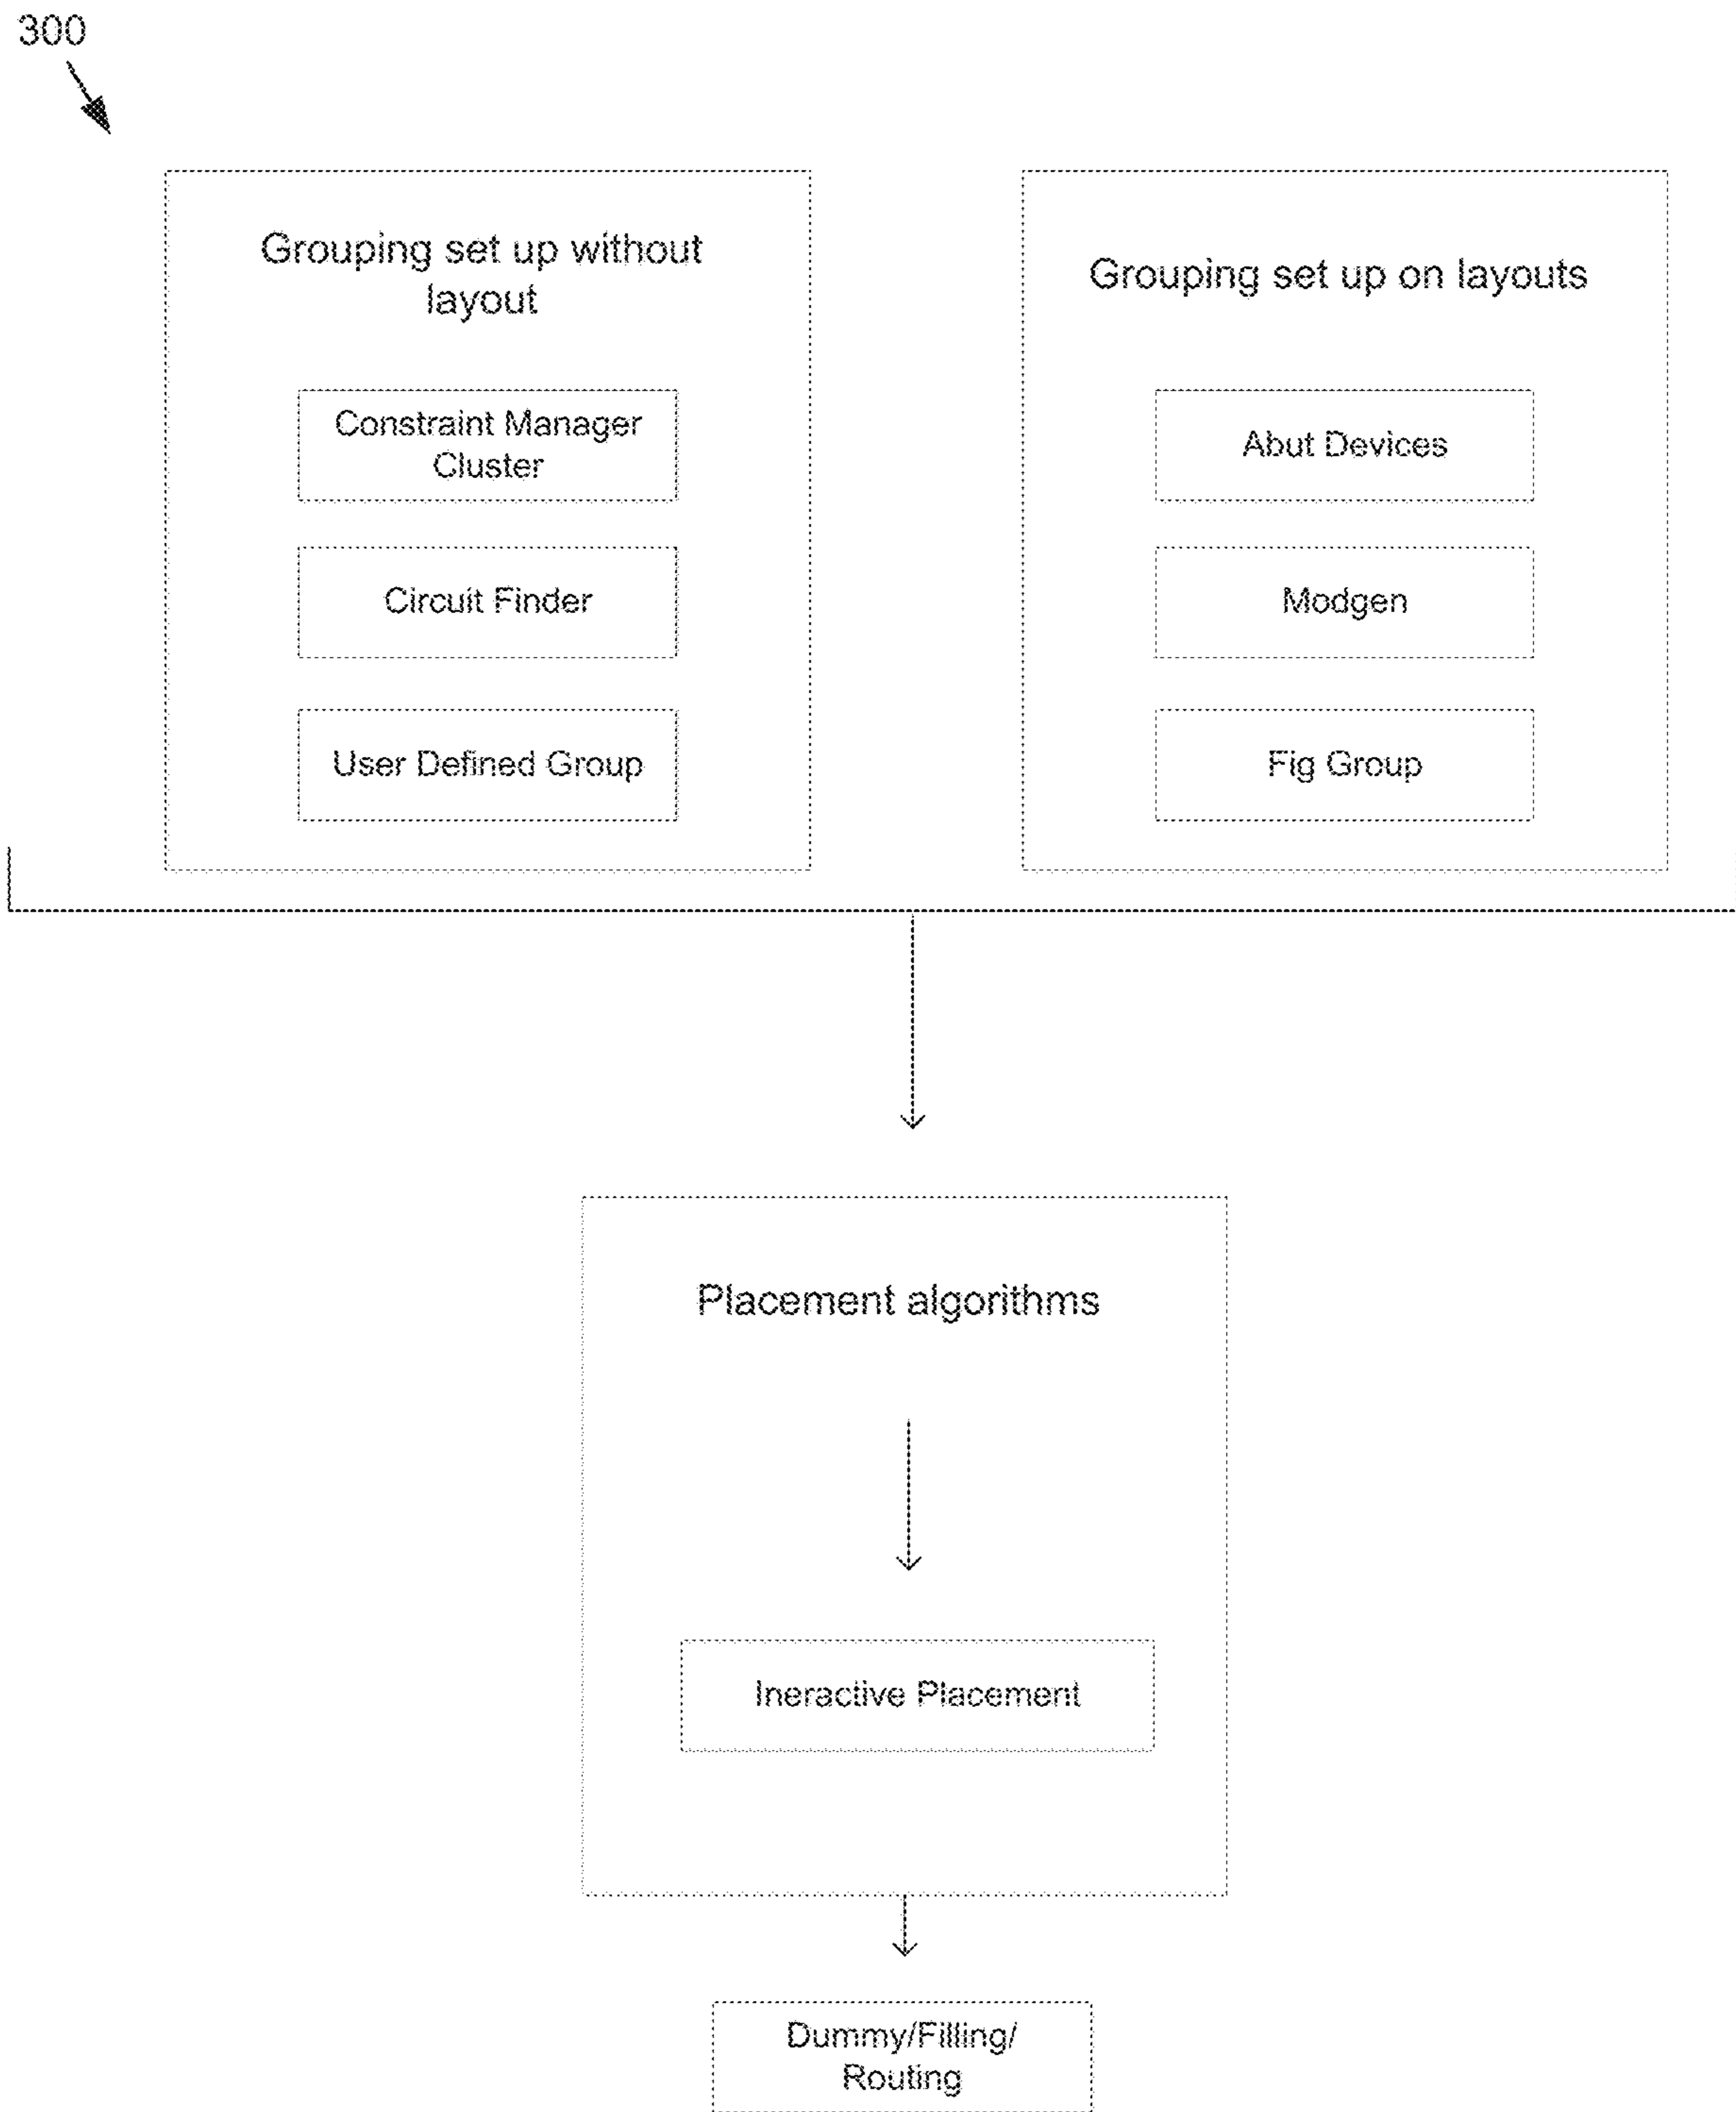 300
Grouping set up without
layout
Constraint Manager
Cluster
Circuit Finder
User Defined Group
Grouping set up on layouts
Abut Devices
Modgen
Fig Group
Placement algorithms
Ineractive Placement
Dummy/Filling/
Routing